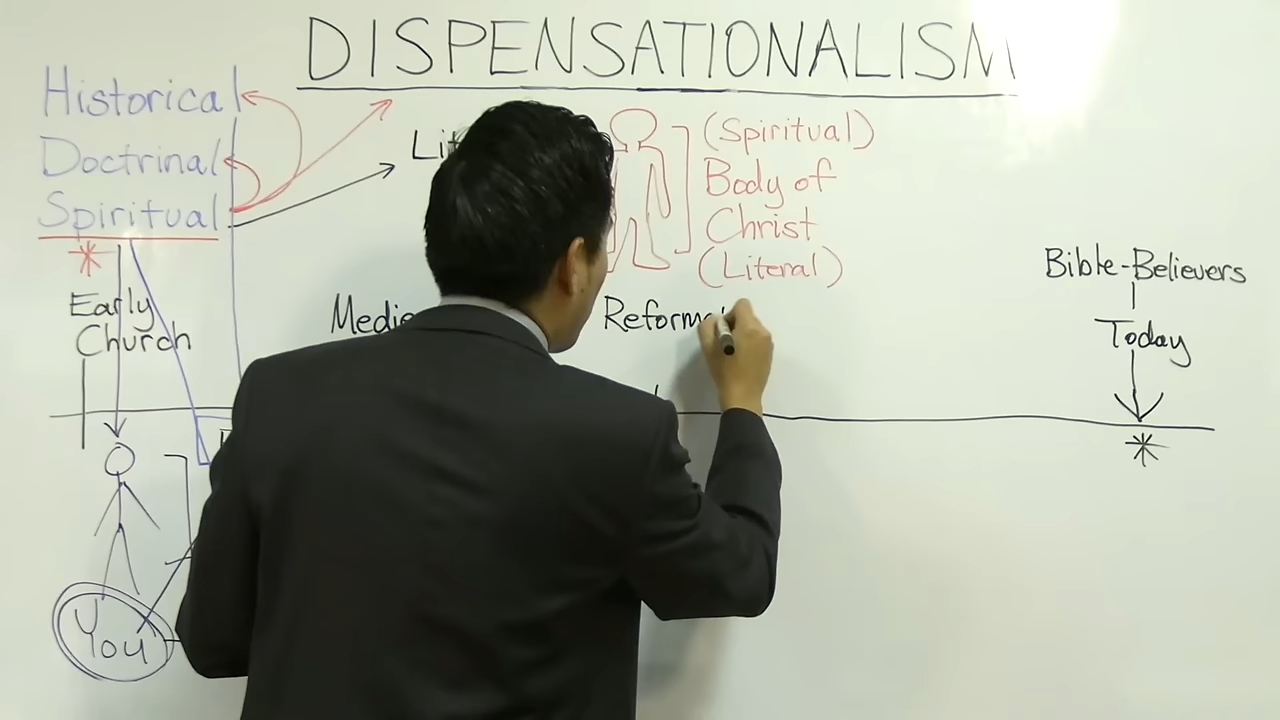 DISPENSATIONALISM
Historical
Doctrinal
Spiritual
(Spiritual)
Body of
Christ
(Literal)
Early
Church
Bible-Believers
Today
You